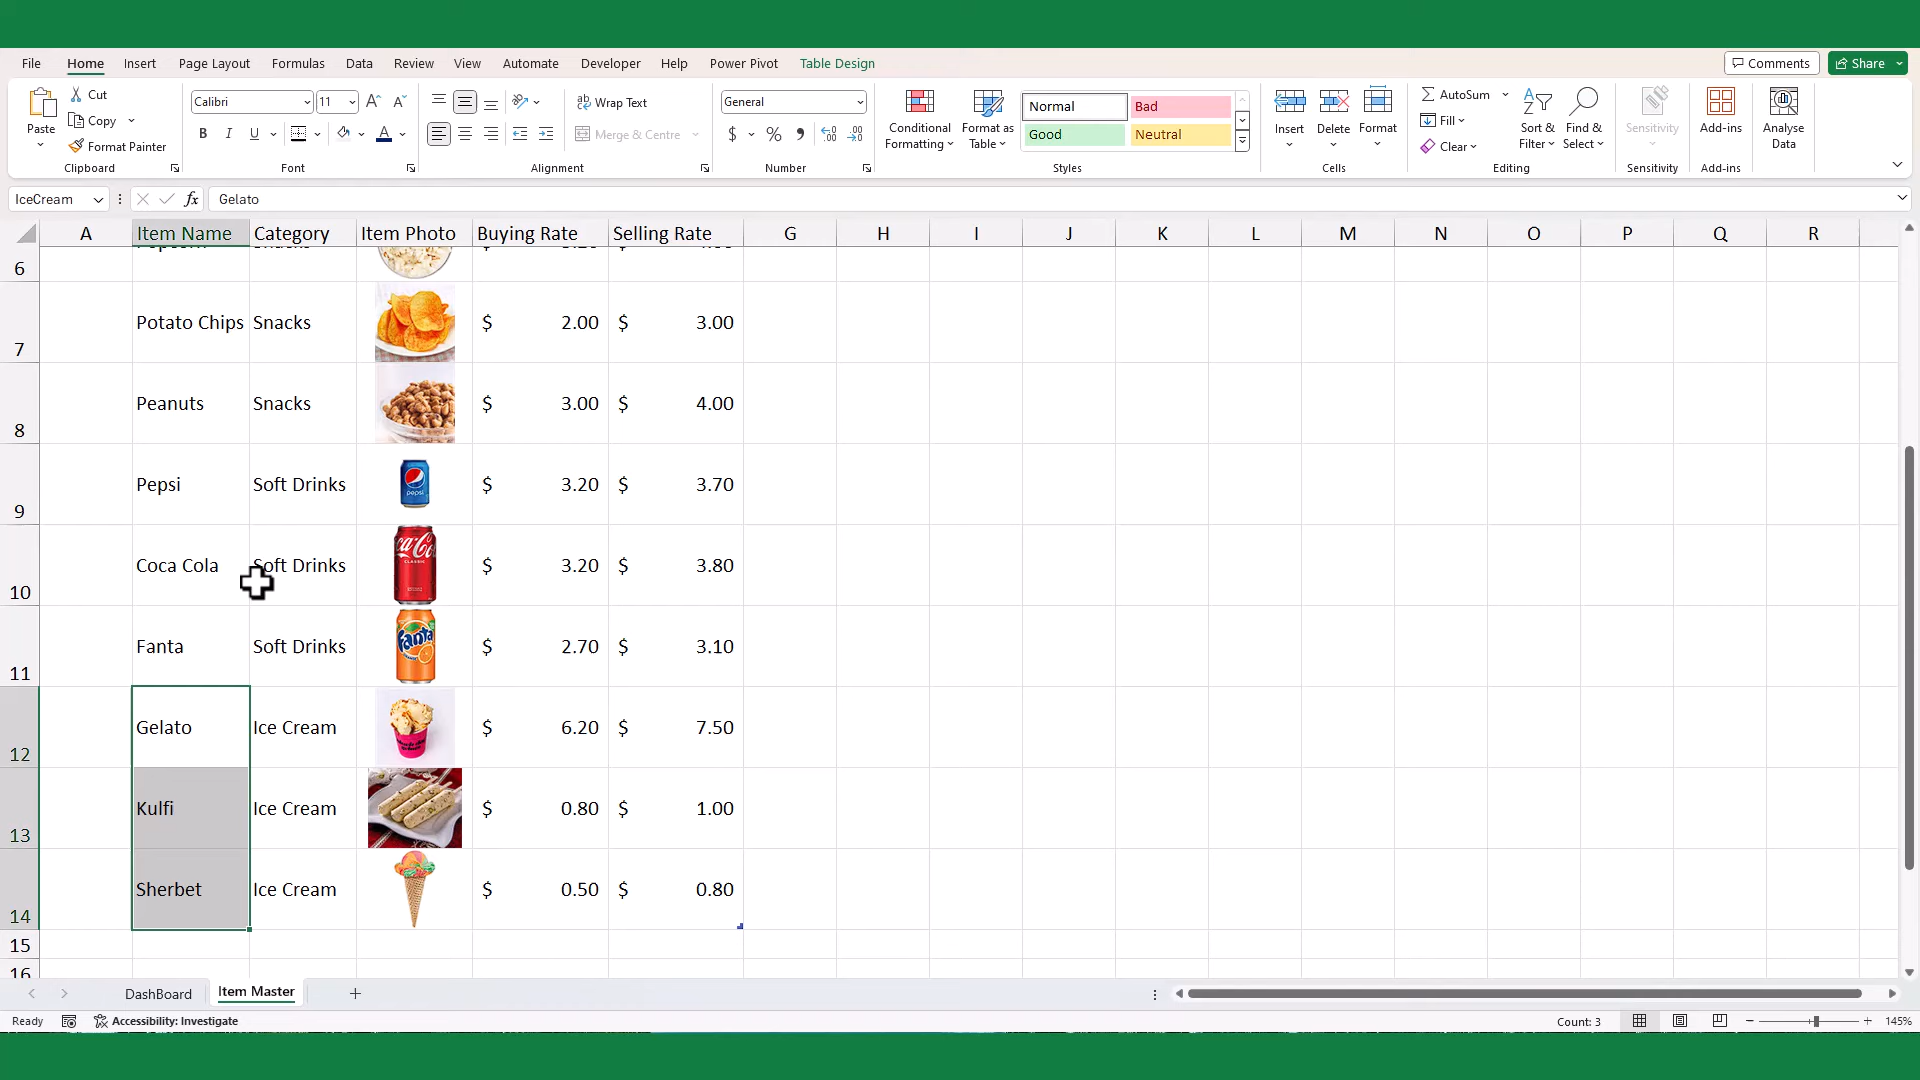 File Home Insert Page Layout Formulas Data Review View Automate Developer Help Power Pivot Table Design Comments Share
Paste Cut Copy Format Painter Clipboard
Calibri 11 B I U Font
Wrap Text Merge & Centre Alignment
General $ % , Number
Conditional Formatting Format as Table Normal Bad Good Neutral Styles
Insert Delete Format Cells
AutoSum Fill Clear Sort & Filter Find & Select Editing
Sensitivity Sensitivity
Add-ins Add-ins
Analyse Data
IceCream fx Gelato
A Item Name Category Item Photo Buying Rate Selling Rate G H I J K L M N O P Q R
6
7 Potato Chips Snacks $ 2.00 $ 3.00
8 Peanuts Snacks $ 3.00 $ 4.00
9 Pepsi Soft Drinks pepsi $ 3.20 $ 3.70
10 Coca Cola Soft Drinks CLASSIC $ 3.20 $ 3.80
11 Fanta Soft Drinks Fanta $ 2.70 $ 3.10
12 Gelato Ice Cream $ 6.20 $ 7.50
13 Kulfi Ice Cream $ 0.80 $ 1.00
14 Sherbet Ice Cream $ 0.50 $ 0.80
15
16
DashBoard Item Master
Ready Accessibility: Investigate Count: 3 145%